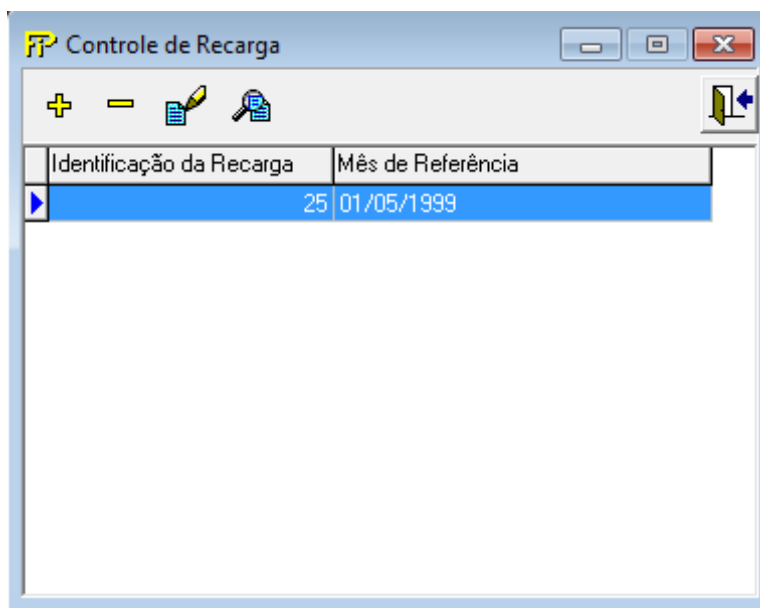 Controle de Recarga
Identificação da Recarga Mês de Referência
25 01/05/1999